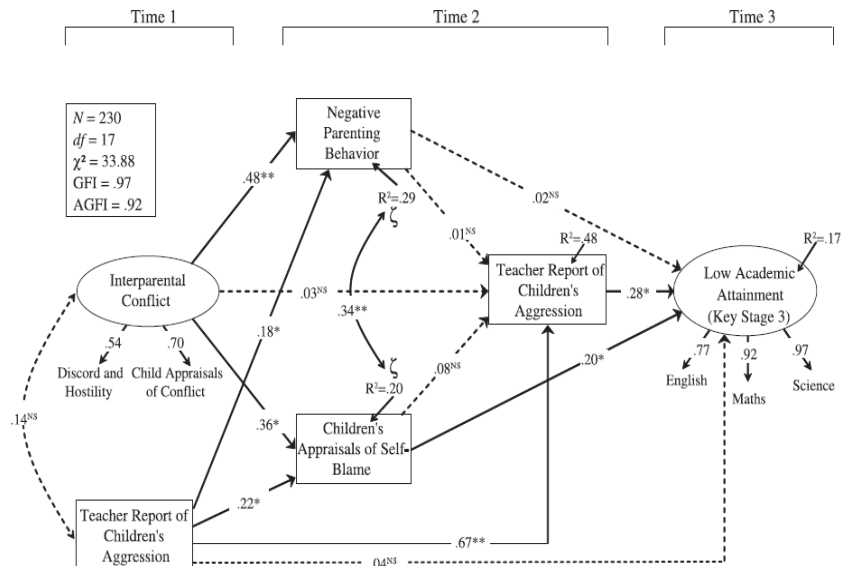 Time 1
Time 2
Time 3
N = 230
df = 17
χ² = 33.88
GFI = .97
AGFI = .92
Negative
Parenting
Behavior
.48**
R²=.29
ζ
.02ᴺˢ
.01ᴺˢ
R²=.48
R²=.17
Interparental
Conflict
.03ᴺˢ
Teacher Report of
Children's
Aggression
.28*
Low Academic
Attainment
(Key Stage 3)
.34**
.18*
.54
.70
Discord and
Hostility
Child Appraisals
of Conflict
.77
.92
.97
English
Maths
Science
ζ
R²=.20
.08ᴺˢ
.20*
.14ᴺˢ
.36*
Children's
Appraisals of Self-
Blame
.22*
Teacher Report of
Children's
Aggression
.67**
.04ᴺˢ